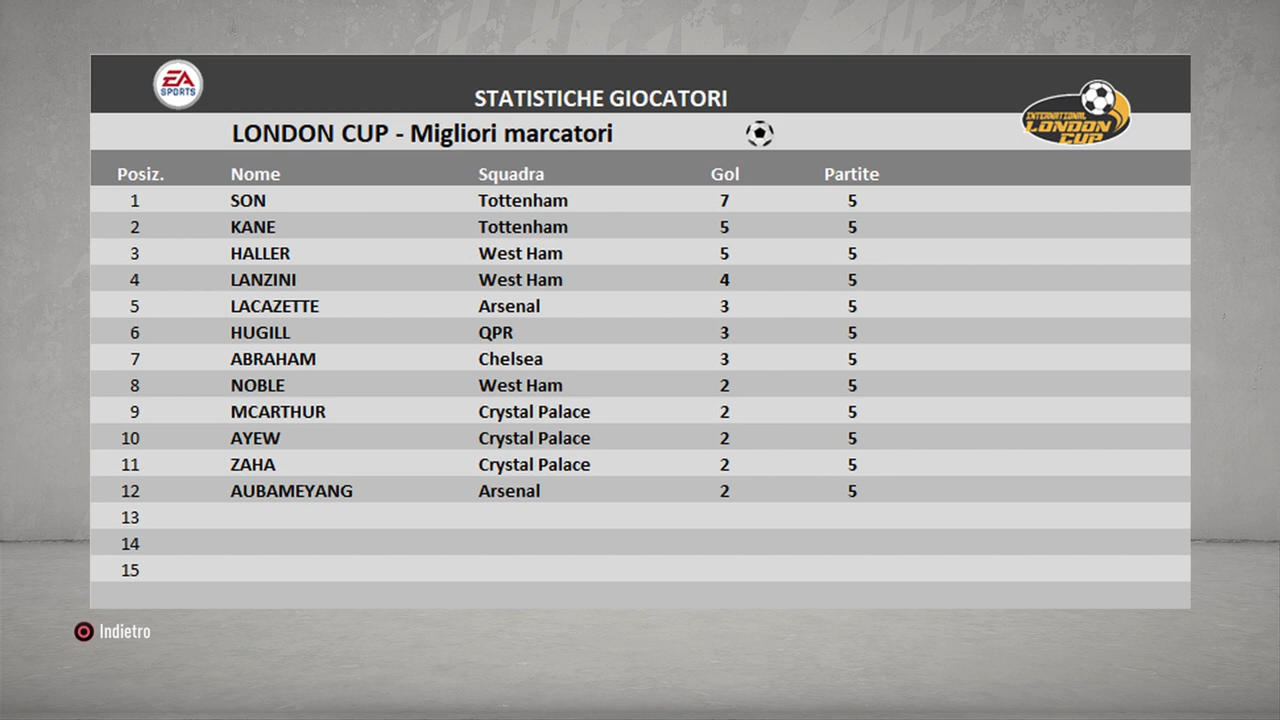 EA SPORTS
STATISTICHE GIOCATORI
INTERNATIONAL LONDON CUP
LONDON CUP - Migliori marcatori
Posiz. Nome Squadra Gol Partite
1 SON Tottenham 7 5
2 KANE Tottenham 5 5
3 HALLER West Ham 5 5
4 LANZINI West Ham 4 5
5 LACAZETTE Arsenal 3 5
6 HUGILL QPR 3 5
7 ABRAHAM Chelsea 3 5
8 NOBLE West Ham 2 5
9 MCARTHUR Crystal Palace 2 5
10 AYEW Crystal Palace 2 5
11 ZAHA Crystal Palace 2 5
12 AUBAMEYANG Arsenal 2 5
13
14
15
Indietro